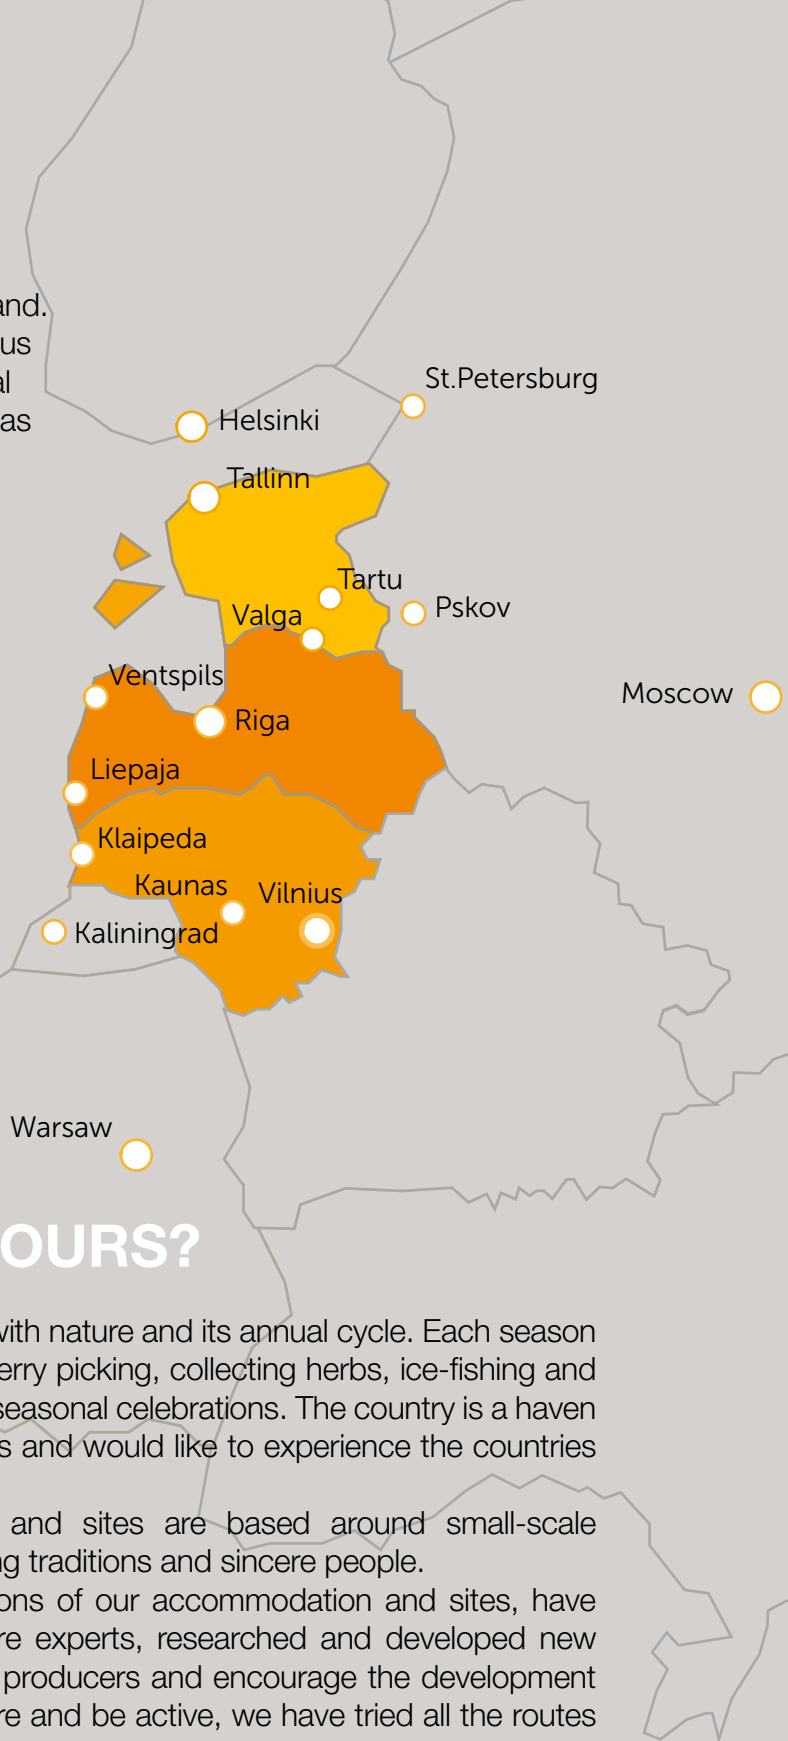 and.
us
al
as
St.Petersburg
Helsinki
Tallinn
Tartu
Pskov
Valga
Ventspils
Moscow
Riga
Liepaja
Klaipeda
Kaunas
Vilnius
Kaliningrad
Warsaw
OURS?
with nature and its annual cycle. Each season
erry picking, collecting herbs, ice-fishing and
seasonal celebrations. The country is a haven
s and would like to experience the countries
and sites are based around small-scale
ng traditions and sincere people.
ons of our accommodation and sites, have
re experts, researched and developed new
producers and encourage the development
re and be active, we have tried all the routes